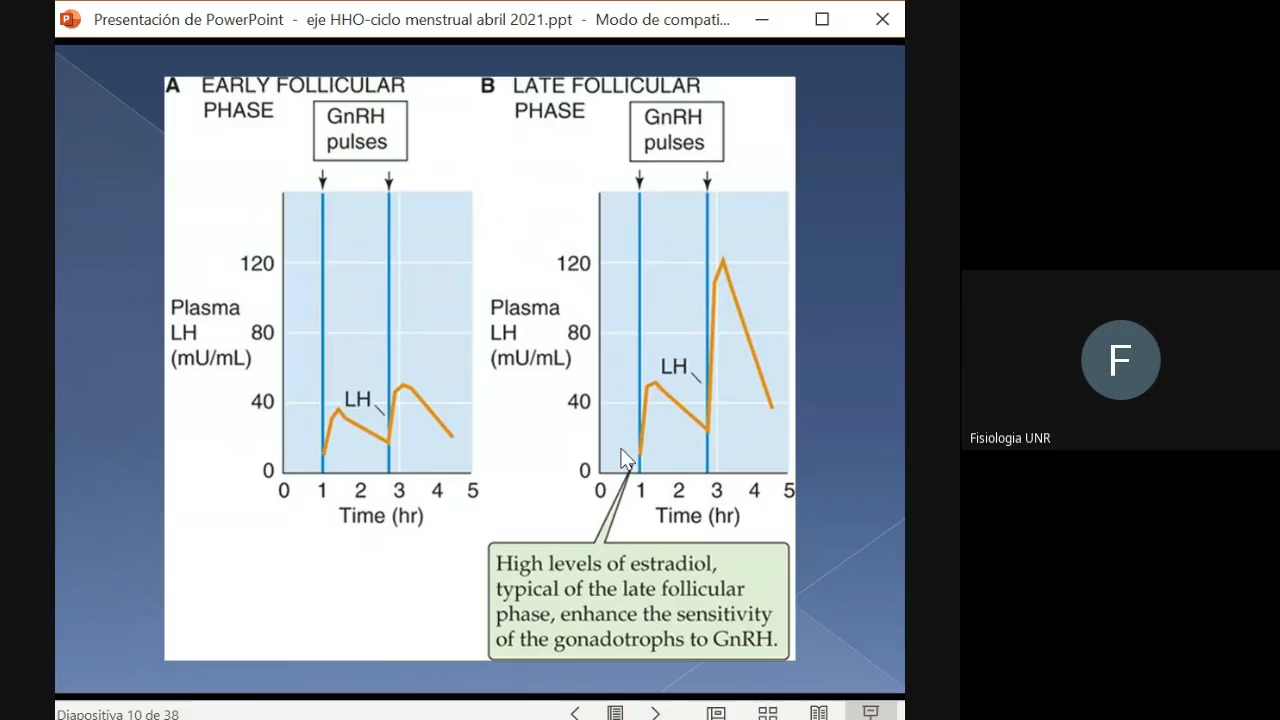 Presentación de PowerPoint - eje HHO-ciclo menstrual abril 2021.ppt - Modo de compati...
A EARLY FOLLICULAR
PHASE
GnRH
pulses
120
Plasma
LH
(mU/mL)
80
LH
40
0
0 1 2 3 4 5
Time (hr)
B LATE FOLLICULAR
PHASE
GnRH
pulses
120
Plasma
LH
(mU/mL)
80
LH
40
0
0 1 2 3 4 5
Time (hr)
High levels of estradiol,
typical of the late follicular
phase, enhance the sensitivity
of the gonadotrophs to GnRH.
F
Fisiologia UNR
Diapositiva 10 de 38